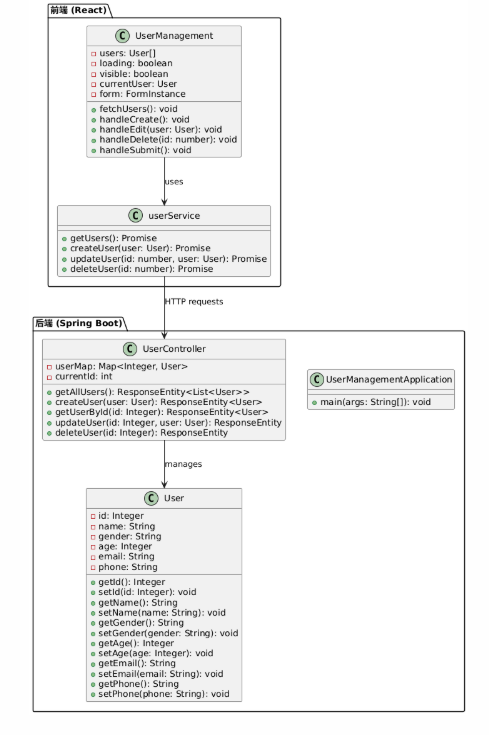 前端 (React)
C UserManagement
users: User[]
loading: boolean
visible: boolean
currentUser: User
form: FormInstance
fetchUsers(): void
handleCreate(): void
handleEdit(user: User): void
handleDelete(id: number): void
handleSubmit(): void
uses
C userService
getUsers(): Promise
createUser(user: User): Promise
updateUser(id: number, user: User): Promise
deleteUser(id: number): Promise
HTTP requests
后端 (Spring Boot)
C UserController
userMap: Map<Integer, User>
currentId: int
getAllUsers(): ResponseEntity<List<User>>
createUser(user: User): ResponseEntity<User>
getUserById(id: Integer): ResponseEntity<User>
updateUser(id: Integer, user: User): ResponseEntity
deleteUser(id: Integer): ResponseEntity
C UserManagementApplication
main(args: String[]): void
manages
C User
id: Integer
name: String
gender: String
age: Integer
email: String
phone: String
getId(): Integer
setId(id: Integer): void
getName(): String
setName(name: String): void
getGender(): String
setGender(gender: String): void
getAge(): Integer
setAge(age: Integer): void
getEmail(): String
setEmail(email: String): void
getPhone(): String
setPhone(phone: String): void